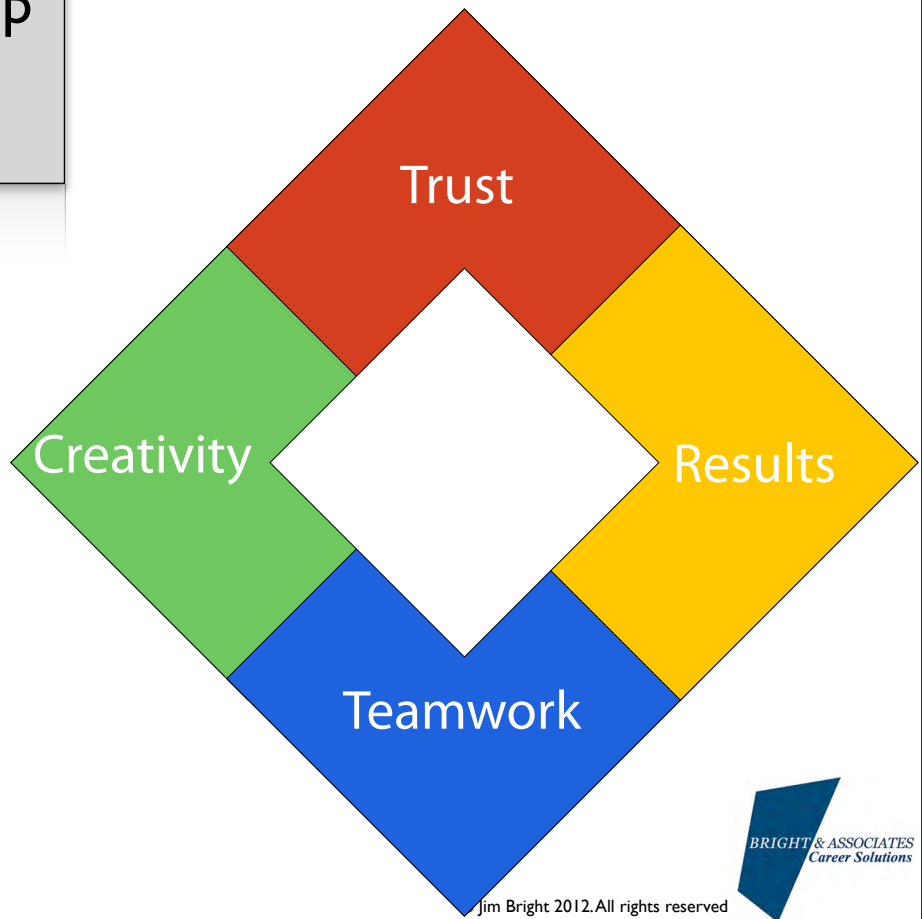 p
Trust
Creativity
Results
Teamwork
BRIGHT & ASSOCIATES
Career Solutions
Jim Bright 2012. All rights reserved